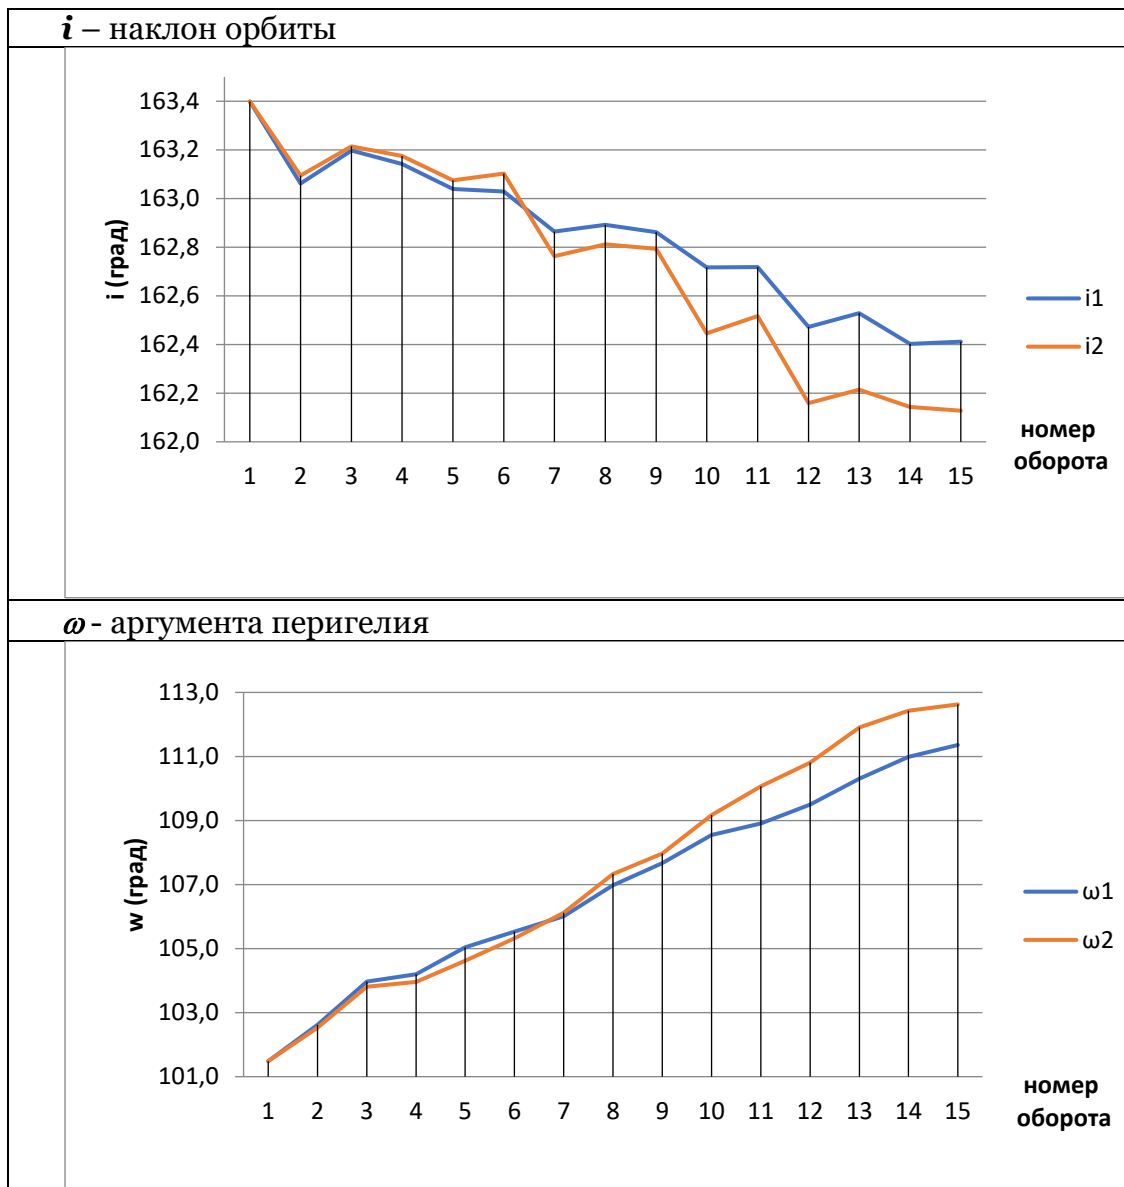 i – наклон орбиты
163,4
163,2
163,0
162,8
162,6
162,4
162,2
162,0
i (град)
1 2 3 4 5 6 7 8 9 10 11 12 13 14 15
i1
i2
номер
оборота
ω - аргумента перигелия
113,0
111,0
109,0
107,0
105,0
103,0
101,0
w (град)
1 2 3 4 5 6 7 8 9 10 11 12 13 14 15
ω1
ω2
номер
оборота